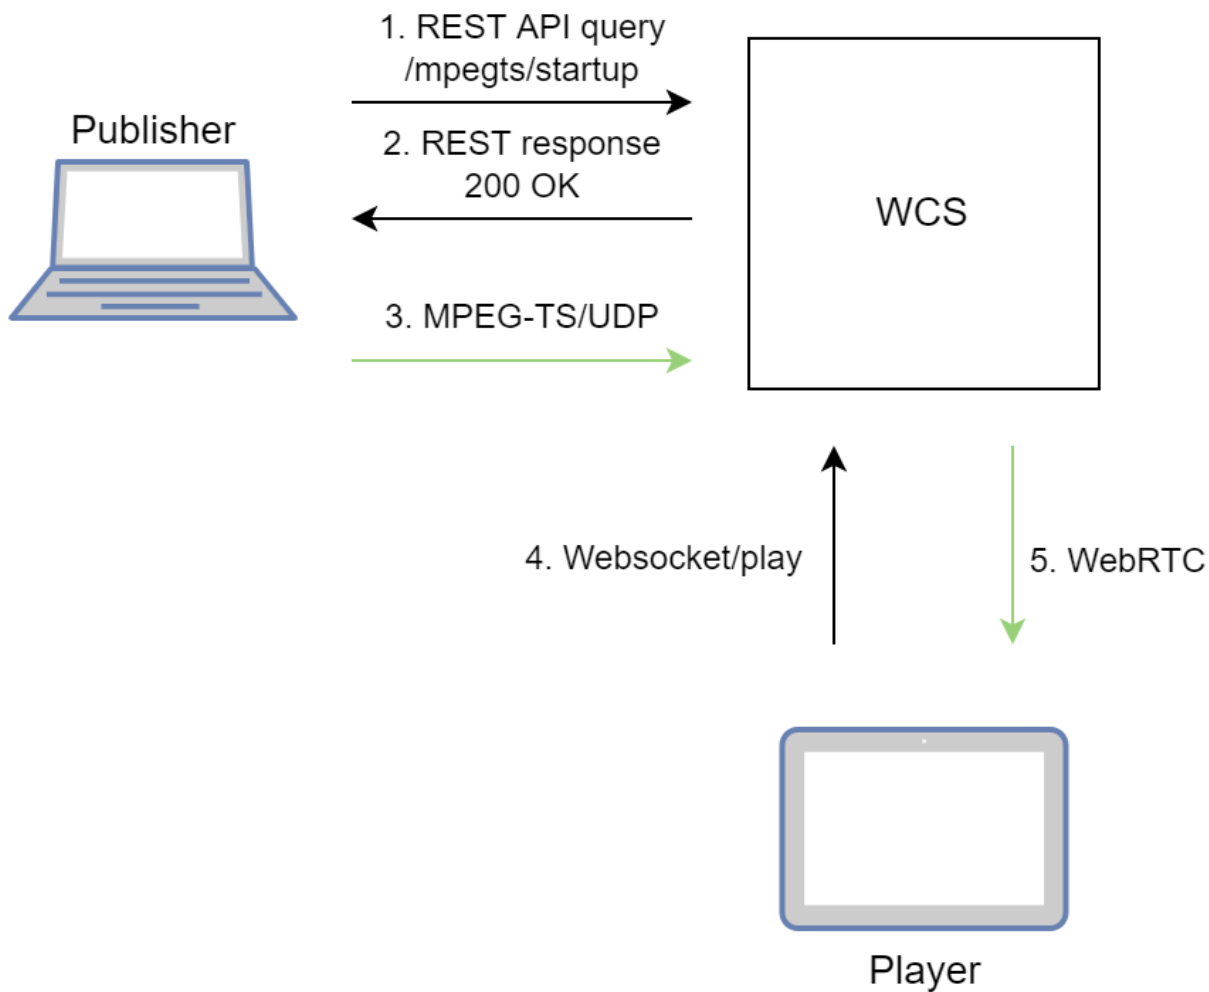 1. REST API query
/mpegts/startup
Publisher
2. REST response
200 OK
WCS
3. MPEG-TS/UDP
4. Websocket/play
5. WebRTC
Player